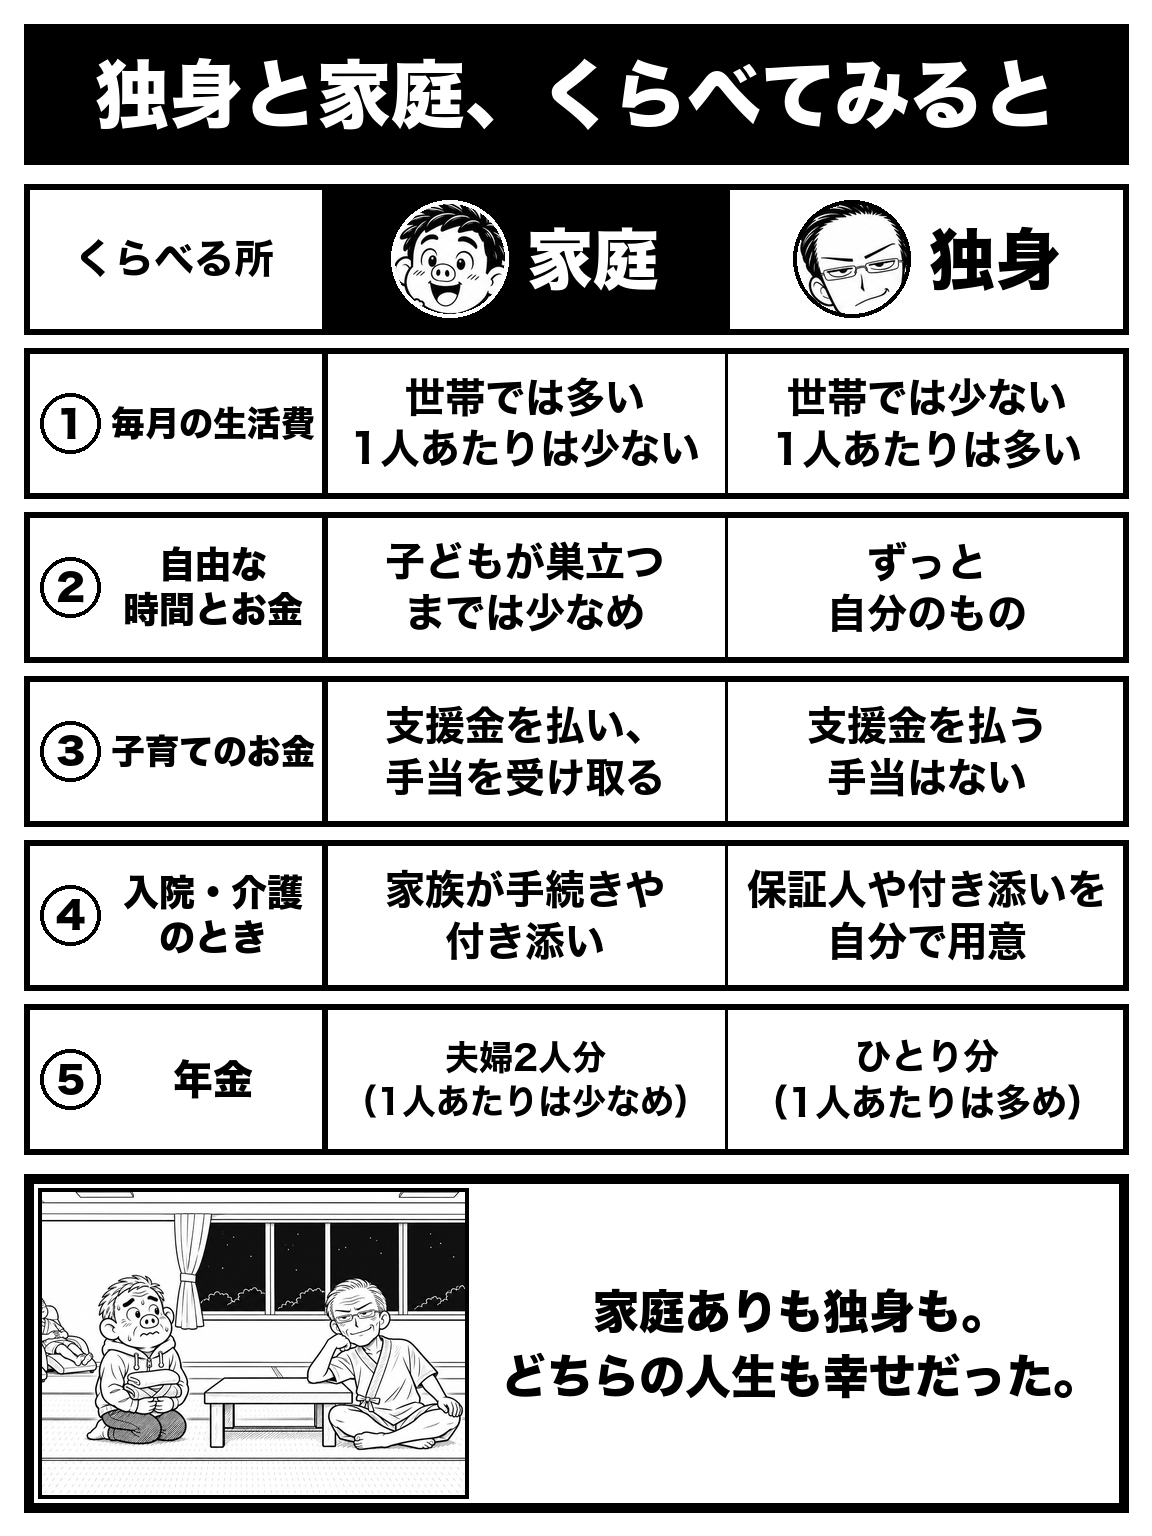 独身と家庭、くらべてみると
くらべる所
家庭
独身
① 毎月の生活費
世帯では多い
1人あたりは少ない
世帯では少ない
1人あたりは多い
② 自由な
時間とお金
子どもが巣立つ
までは少なめ
ずっと
自分のもの
③ 子育てのお金
支援金を払い、
手当を受け取る
支援金を払う
手当はない
④ 入院・介護
のとき
家族が手続きや
付き添い
保証人や付き添いを
自分で用意
⑤ 年金
夫婦2人分
（1人あたりは少なめ）
ひとり分
（1人あたりは多め）
家庭ありも独身も。
どちらの人生も幸せだった。